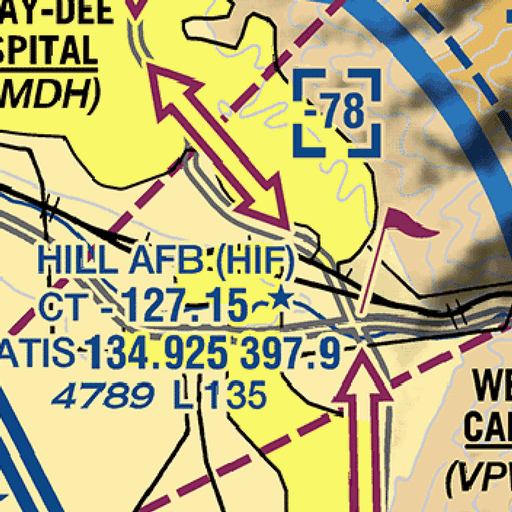 AY-DEE
SPITAL
MDH)
-78
HILL AFB (HIF)
CT - 127.15 ★
ATIS 134.925 397.9
4789 L 135
WE
CA
(VP